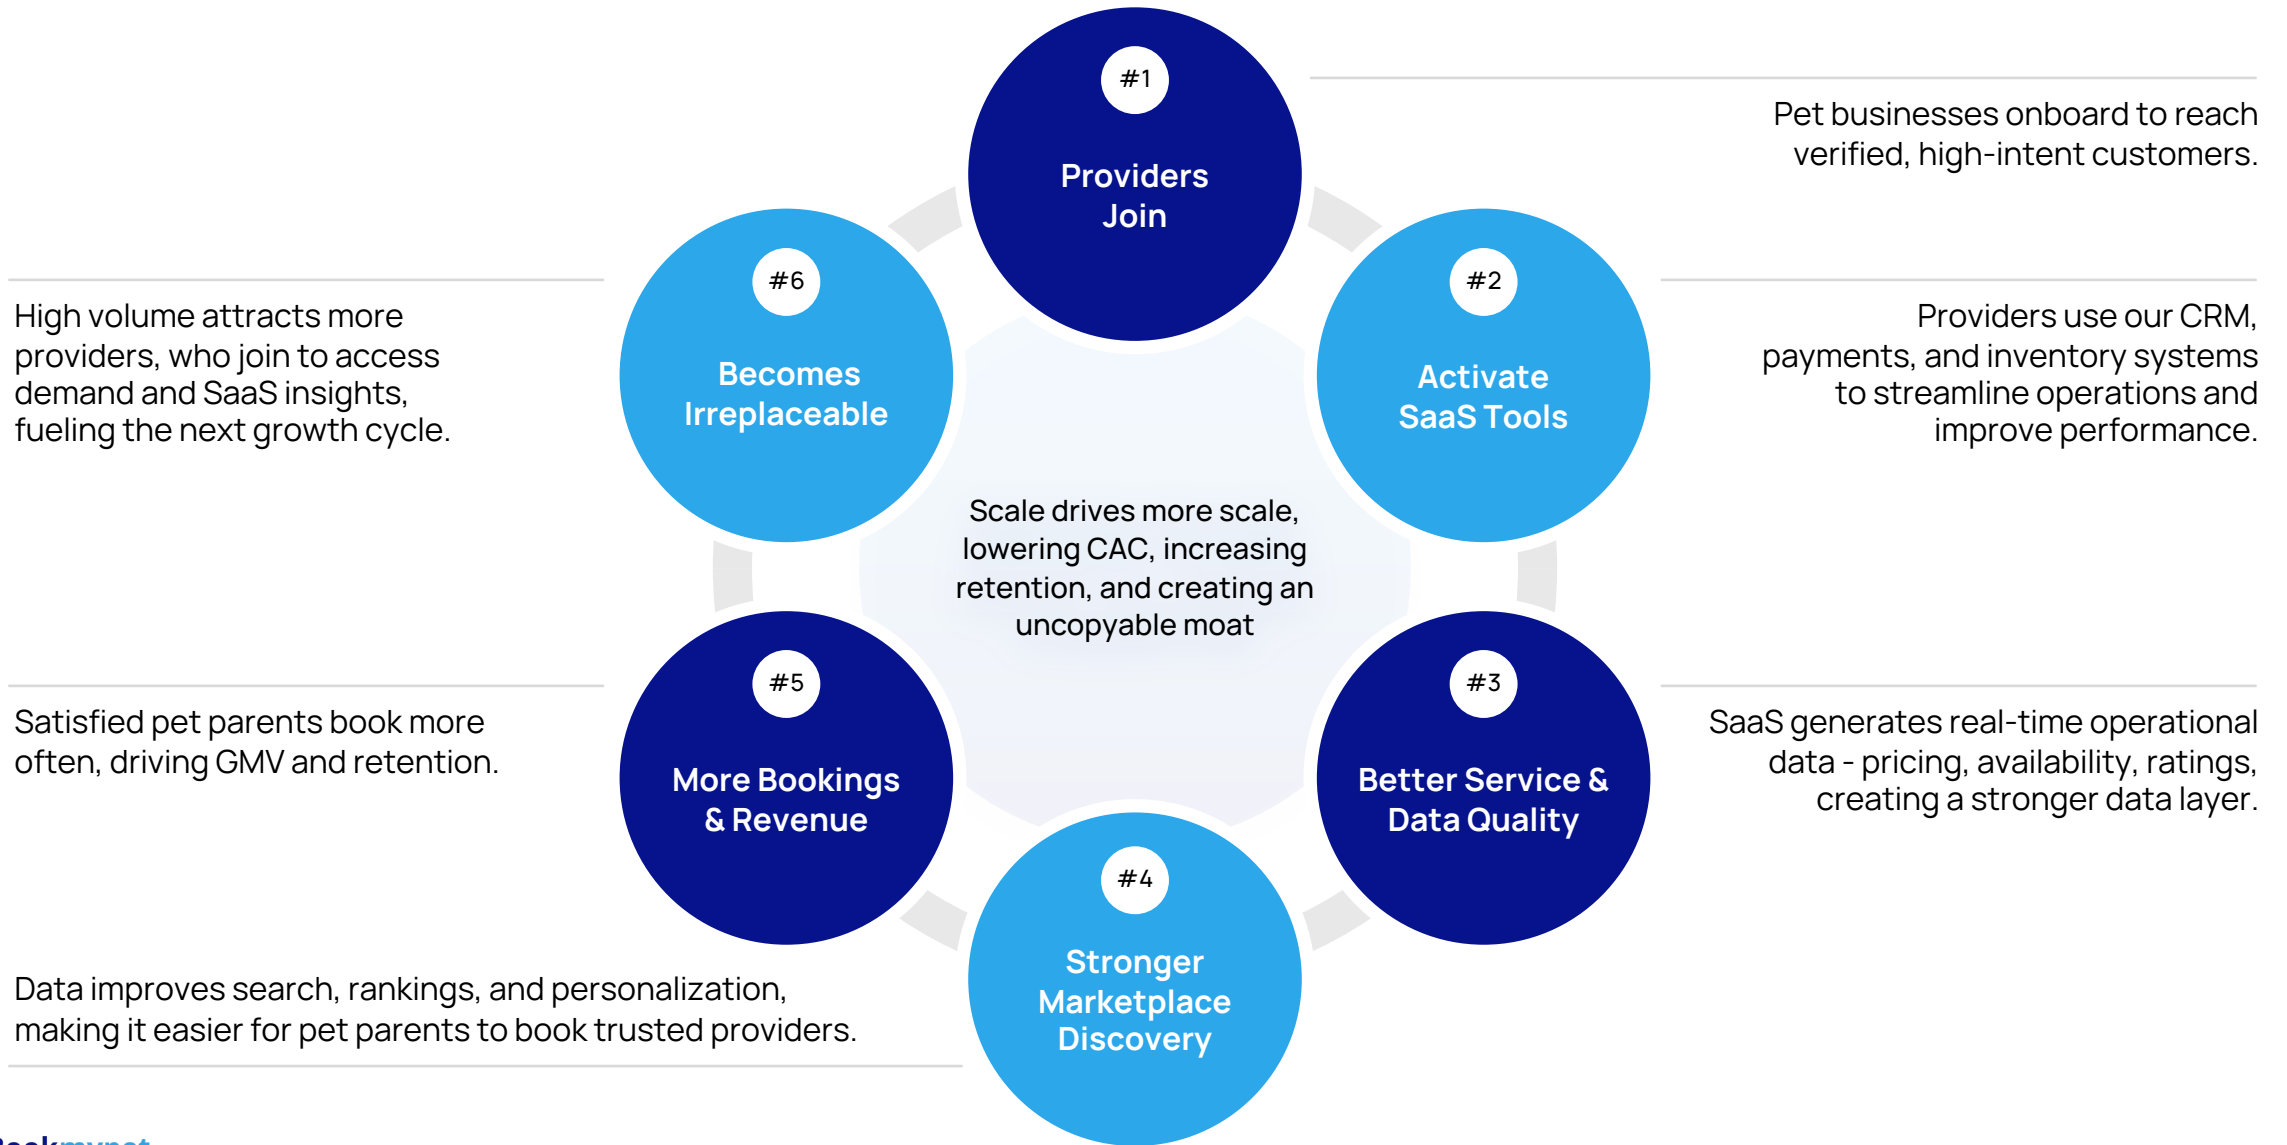 #1
Providers
Join
Pet businesses onboard to reach
verified, high-intent customers.
#2
Activate
SaaS Tools
Providers use our CRM,
payments, and inventory systems
to streamline operations and
improve performance.
#3
Better Service &
Data Quality
SaaS generates real-time operational
data - pricing, availability, ratings,
creating a stronger data layer.
#4
Stronger
Marketplace
Discovery
Data improves search, rankings, and personalization,
making it easier for pet parents to book trusted providers.
#5
More Bookings
& Revenue
Satisfied pet parents book more
often, driving GMV and retention.
#6
Becomes
Irreplaceable
High volume attracts more
providers, who join to access
demand and SaaS insights,
fueling the next growth cycle.
Scale drives more scale,
lowering CAC, increasing
retention, and creating an
uncopyable moat